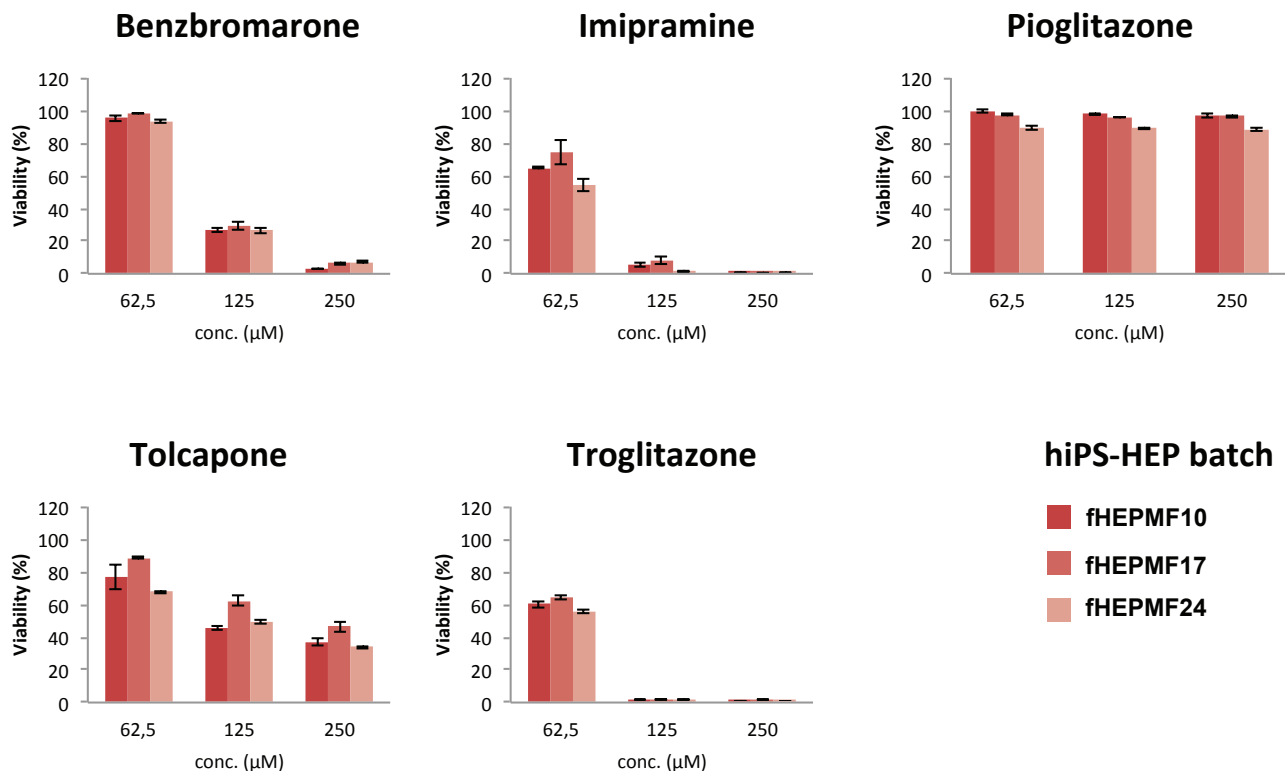 Benzbromarone
120
100
80
60
40
20
0
Viability (%)
62,5 125 250
conc. (µM)
Imipramine
120
100
80
60
40
20
0
Viability (%)
62,5 125 250
conc. (µM)
Pioglitazone
120
100
80
60
40
20
0
Viability (%)
62,5 125 250
conc. (µM)
Tolcapone
120
100
80
60
40
20
0
Viability (%)
62,5 125 250
conc. (µM)
Troglitazone
120
100
80
60
40
20
0
Viability (%)
62,5 125 250
conc. (µM)
hiPS-HEP batch
fHEPMF10
fHEPMF17
fHEPMF24